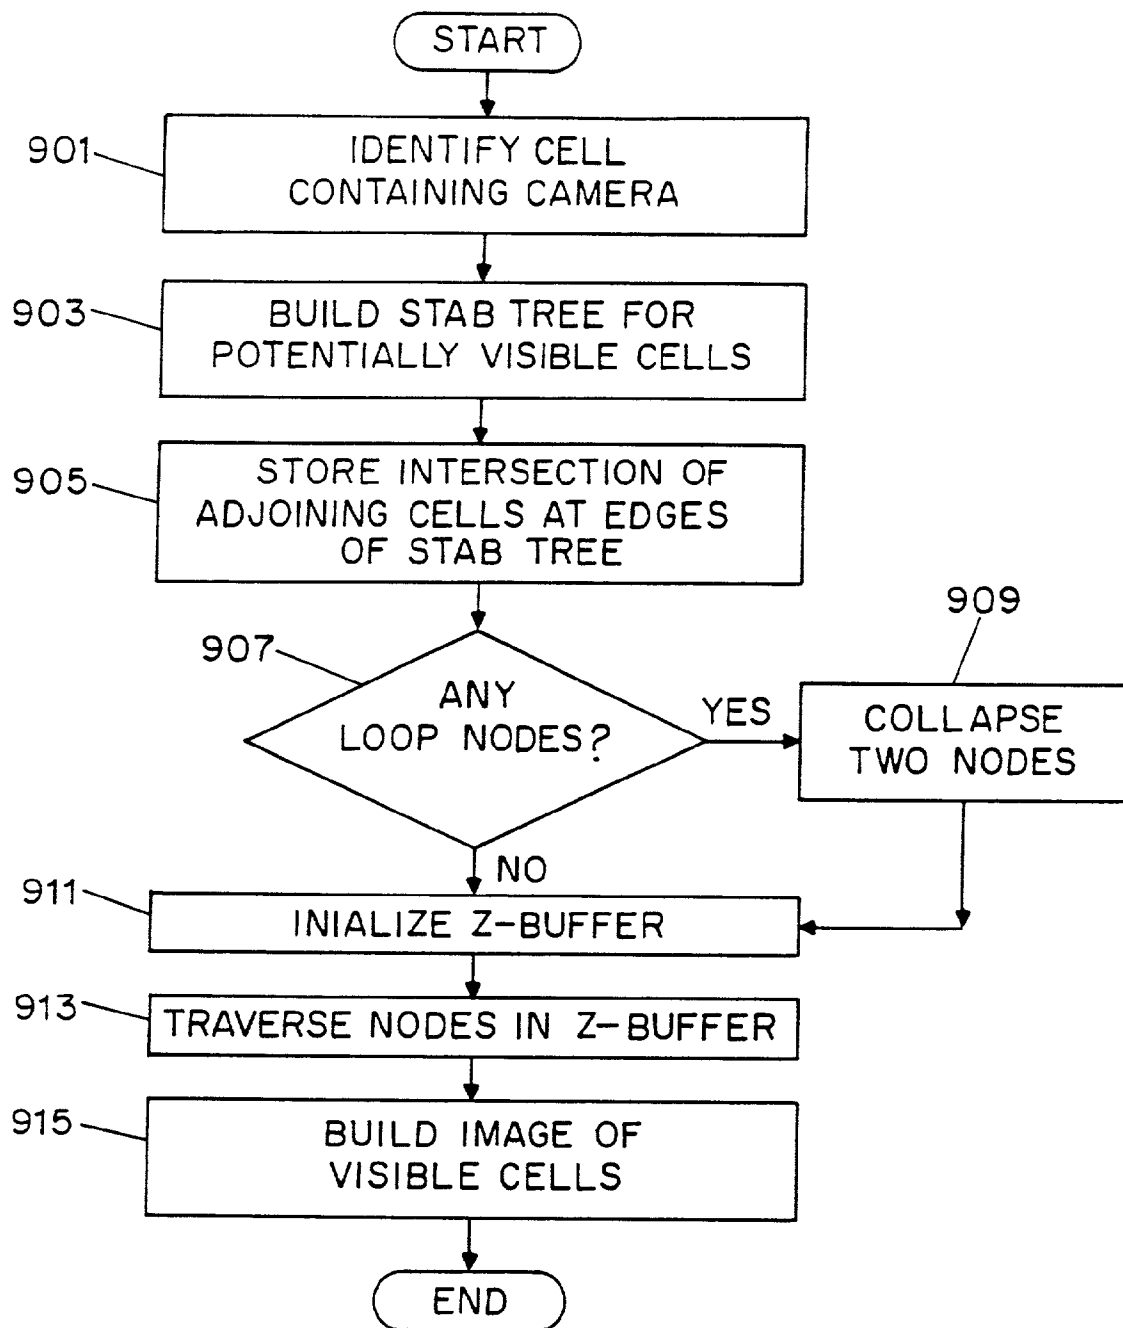 START
901
IDENTIFY CELL
CONTAINING CAMERA
903
BUILD STAB TREE FOR
POTENTIALLY VISIBLE CELLS
905
STORE INTERSECTION OF
ADJOINING CELLS AT EDGES
OF STAB TREE
907
ANY
LOOP NODES?
YES
909
COLLAPSE
TWO NODES
NO
911
INIALIZE Z-BUFFER
913
TRAVERSE NODES IN Z-BUFFER
915
BUILD IMAGE OF
VISIBLE CELLS
END